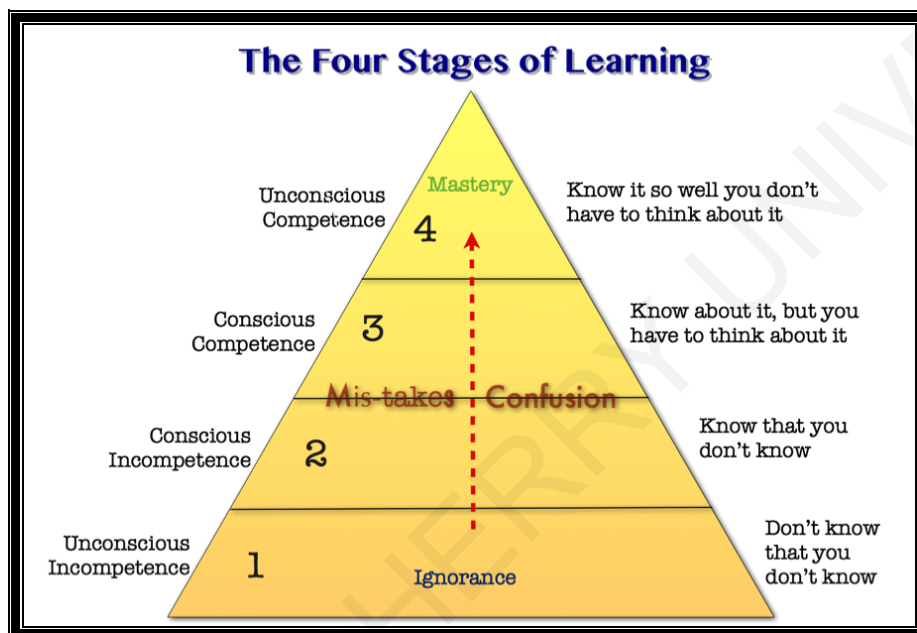 The Four Stages of Learning
Mastery
Unconscious
Competence
4
Know it so well you don't
have to think about it
Conscious
Competence
3
Know about it, but you
have to think about it
Mis-takes Confusion
Conscious
Incompetence
2
Know that you
don't know
Unconscious
Incompetence
1
Ignorance
Don't know
that you
don't know
HERRY UNIV